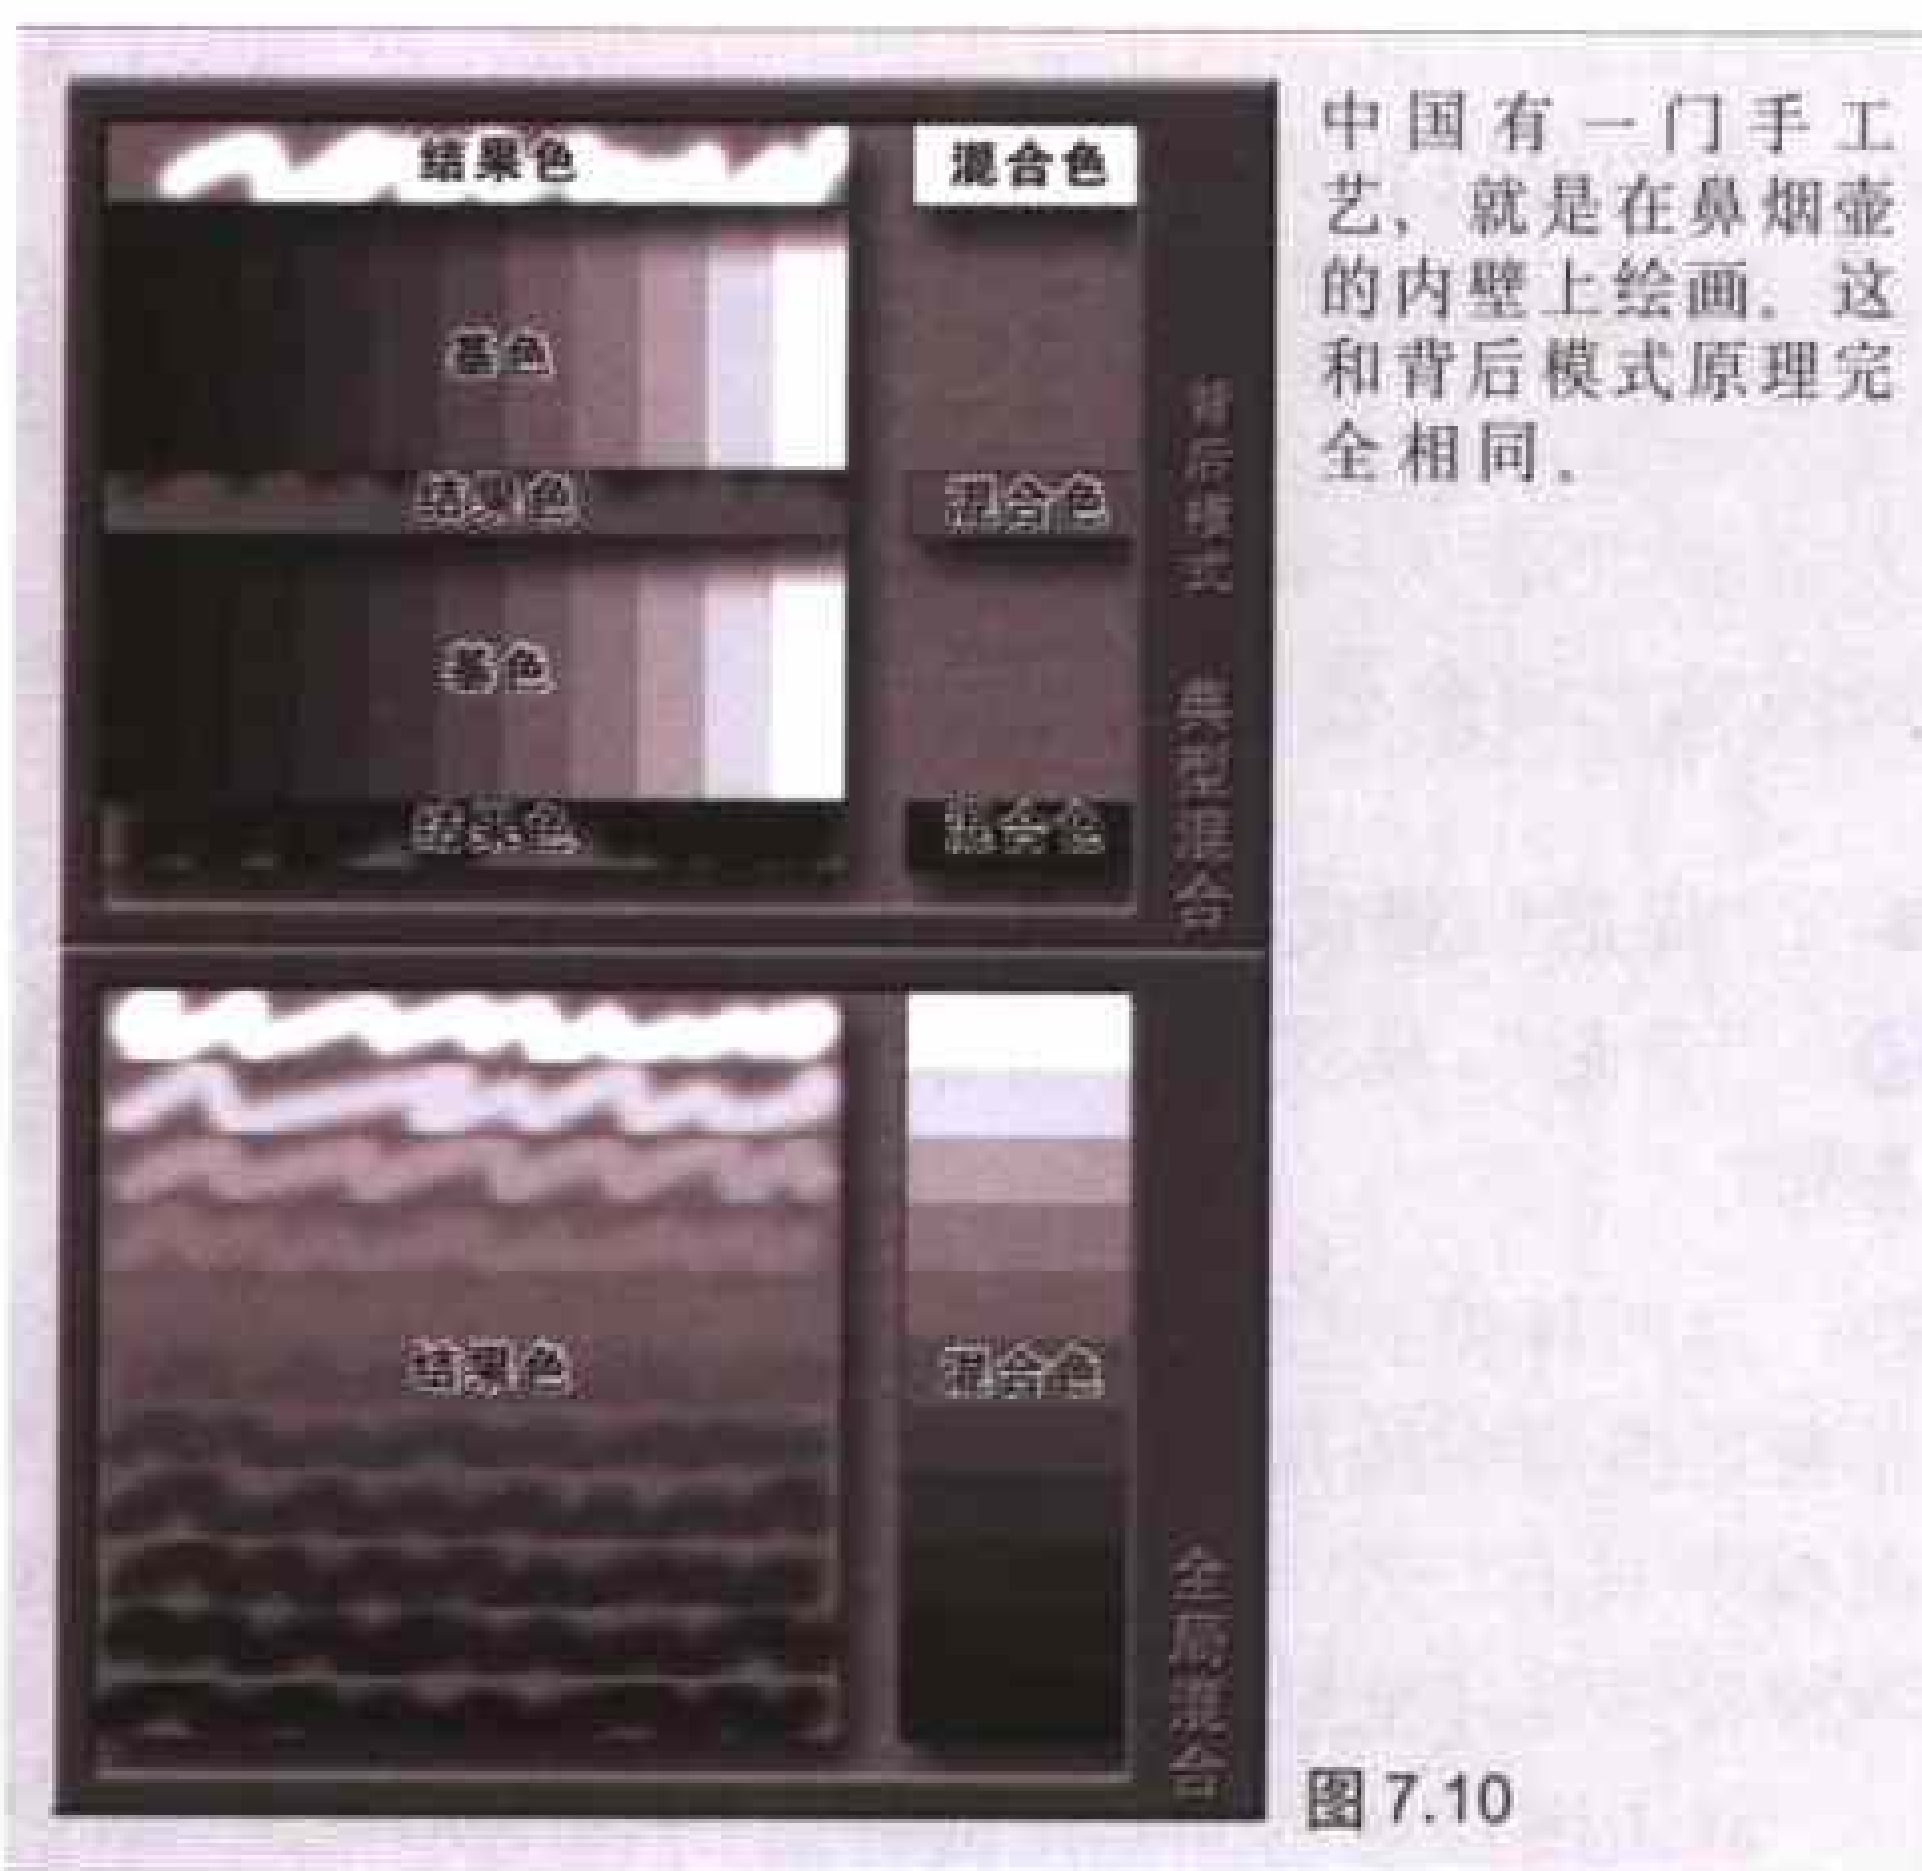 结果色
混合色
基色
结果色
混合色
基色
结果色
混合色
背后模式 典型混合
结果色
混合色
全局混合
中国有一门手工
艺，就是在鼻烟壶
的内壁上绘画。这
和背后模式原理完
全相同。
图 7.10